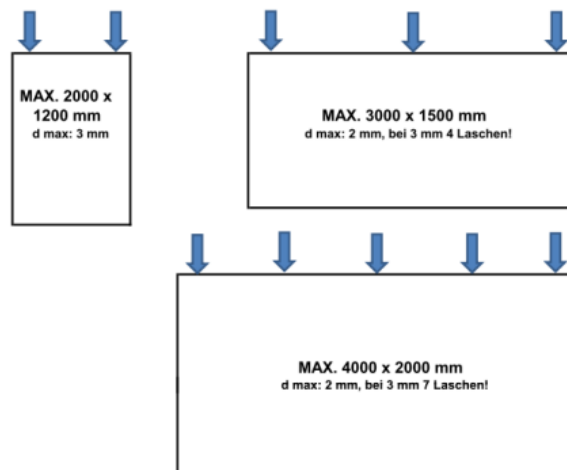 MAX. 2000 x
1200 mm
d max: 3 mm
MAX. 3000 x 1500 mm
d max: 2 mm, bei 3 mm 4 Laschen!
MAX. 4000 x 2000 mm
d max: 2 mm, bei 3 mm 7 Laschen!